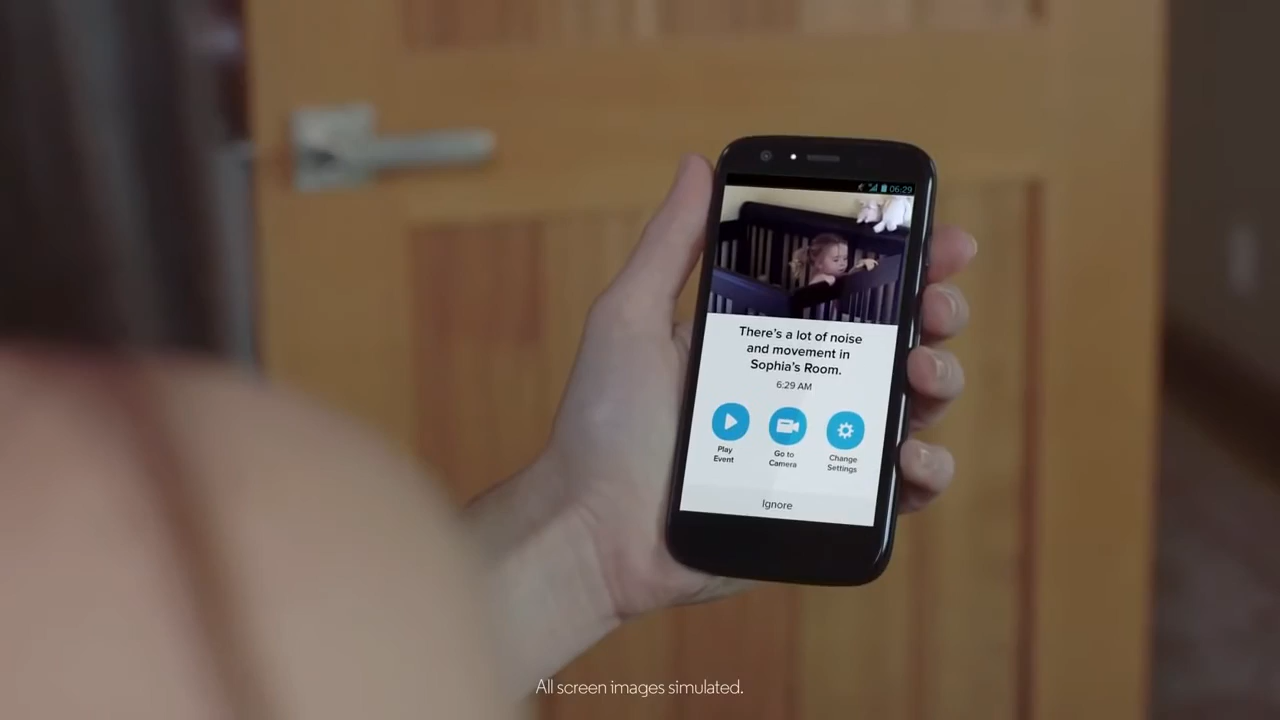 06:29
There's a lot of noise
and movement in
Sophia's Room.
6:29 AM
Play
Event
Go to
Camera
Change
Settings
Ignore
All screen images simulated.